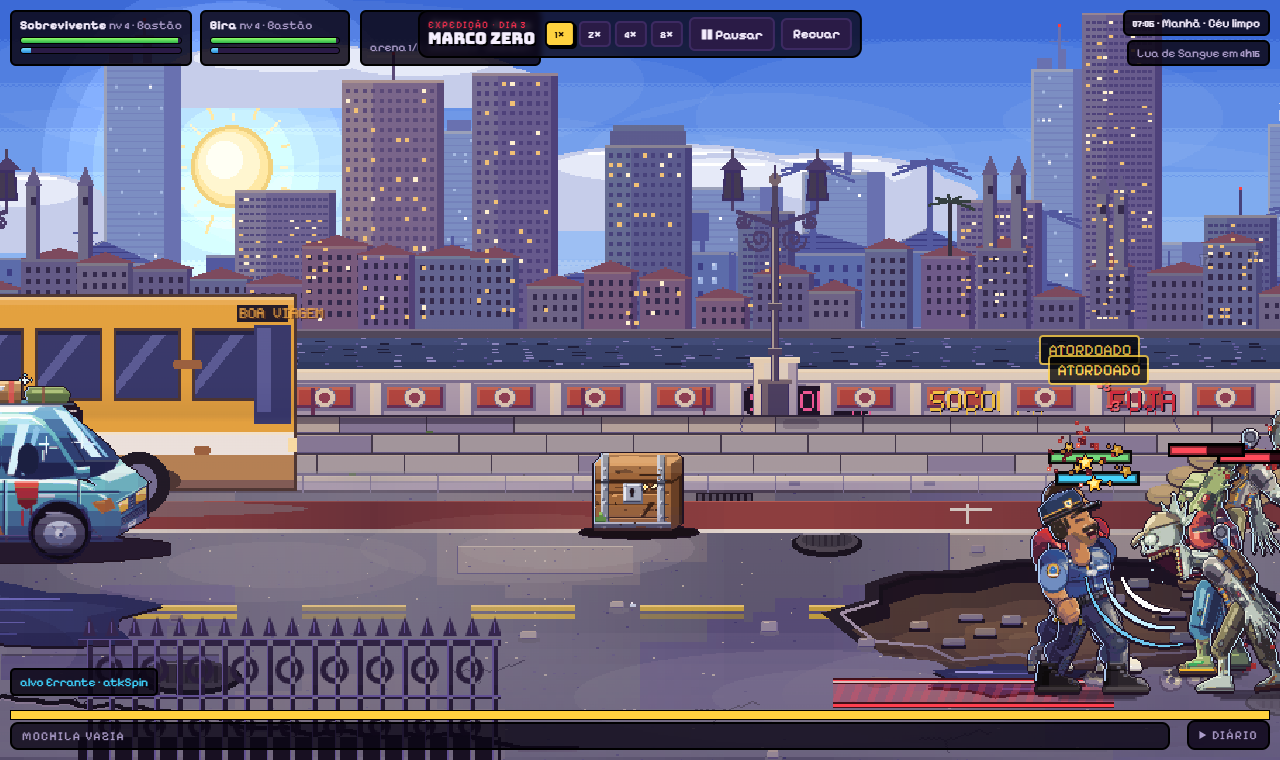 Sobrevivente nv 4 · Bastão
Bira nv 4 · Bastão
arena 1/
EXPEDIÇÃO · DIA 3
MARCO ZERO
1×
2×
4×
8×
Pausar
Recuar
07:05 · Manhã · Céu limpo
Lua de Sangue em 4h15
BOA VIAGEM
ATORDOADO
ATORDOADO
SOCO
alvo Errante · atkSpin
MOCHILA VAZIA
DIÁRIO